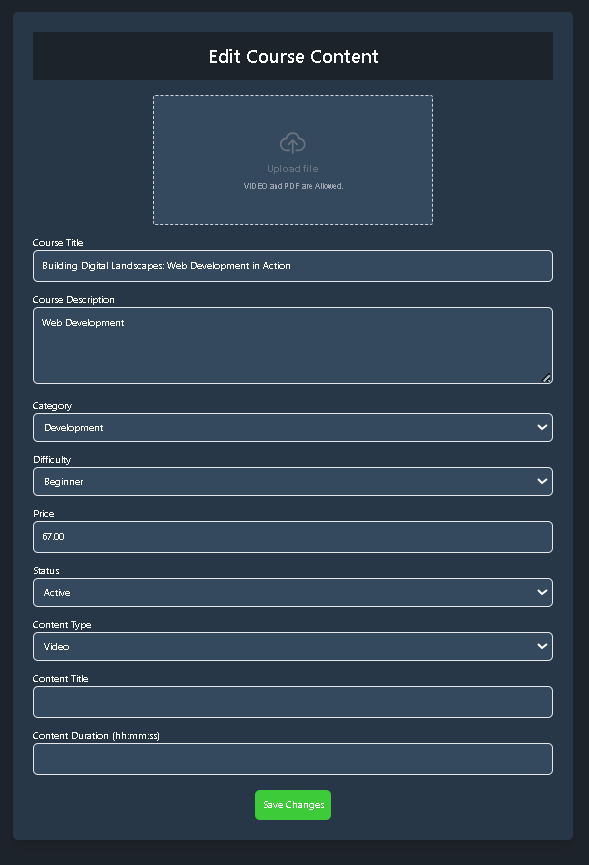 Edit Course Content
Upload file
VIDEO and PDF are Allowed.
Course Title
Building Digital Landscapes: Web Development in Action
Course Description
Web Development
Category
Development
Difficulty
Beginner
Price
67.00
Status
Active
Content Type
Video
Content Title
Content Duration (hh:mm:ss)
Save Changes